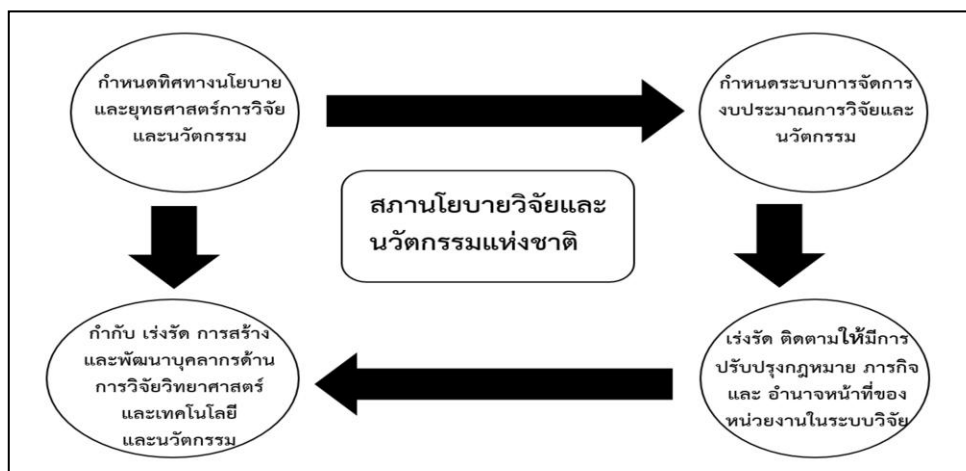 กำหนดทิศทางนโยบาย
และยุทธศาสตร์การวิจัย
และนวัตกรรม
กำหนดระบบการจัดการ
งบประมาณการวิจัยและ
นวัตกรรม
สภานโยบายวิจัยและ
นวัตกรรมแห่งชาติ
กำกับ เร่งรัด การสร้าง
และพัฒนาบุคลากรด้าน
การวิจัยวิทยาศาสตร์
และเทคโนโลยี
และนวัตกรรม
เร่งรัด ติดตามให้มีการ
ปรับปรุงกฎหมาย ภารกิจ
และ อำนาจหน้าที่ของ
หน่วยงานในระบบวิจัย